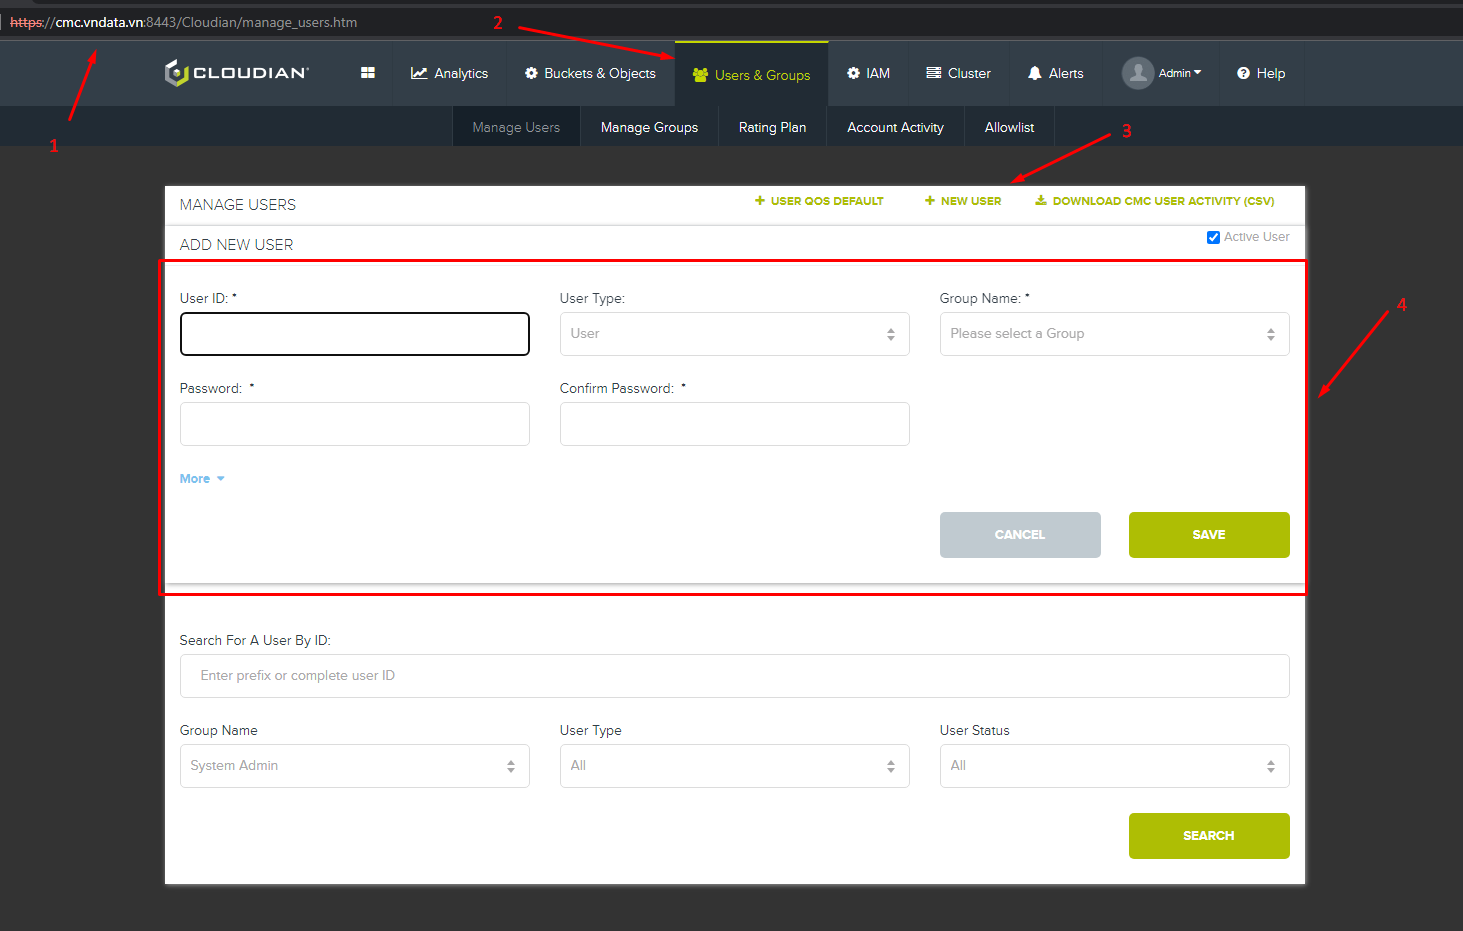 https://cmc.vndata.vn:8443/Cloudian/manage_users.htm
1
2
CLOUDIAN
Analytics
Buckets & Objects
Users & Groups
IAM
Cluster
Alerts
Admin
Help
Manage Users
Manage Groups
Rating Plan
Account Activity
Allowlist
3
MANAGE USERS
USER QOS DEFAULT
NEW USER
DOWNLOAD CMC USER ACTIVITY (CSV)
ADD NEW USER
Active User
4
User ID: *
User Type:
Group Name: *
User
Please select a Group
Password: *
Confirm Password: *
More
CANCEL
SAVE
Search For A User By ID:
Enter prefix or complete user ID
Group Name
User Type
User Status
System Admin
All
All
SEARCH